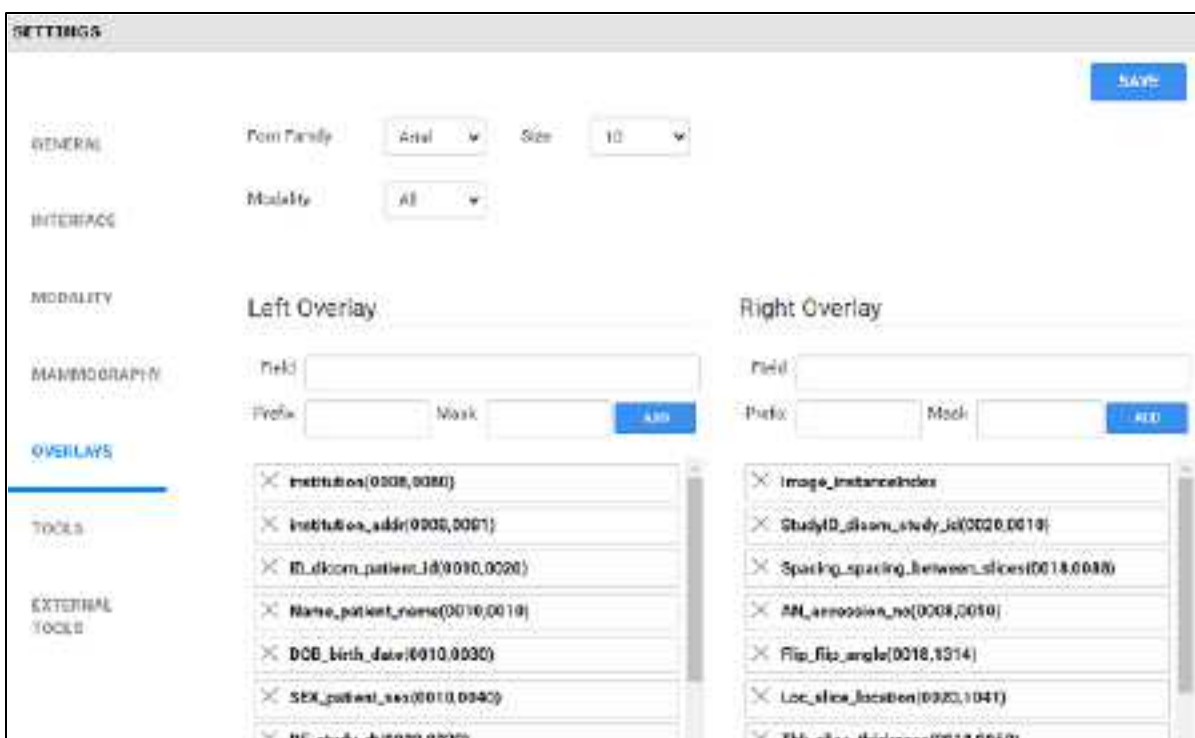 SETTINGS
SAVE
GENERAL
Font Family Arial Size 10
Modality All
INTERFACE
MODALITY
MAMMOGRAPHY
OVERLAYS
TOOLS
EXTERNAL
TOOLS
Left Overlay
Field
Prefix Mask ADD
institution(0008,0080)
institution_addr(0008,0081)
ID_dicom_patient_id(0010,0020)
Name_patient_name(0010,0010)
DOB_birth_date(0010,0030)
SEX_patient_sex(0010,0040)
Right Overlay
Field
Prefix Mask ADD
Image_instanceIndex
StudyID_dicom_study_id(0020,0010)
Spacing_spacing_between_slices(0018,0088)
AN_accession_no(0008,0050)
Flip_flip_angle(0018,1314)
Loc_slice_location(0020,1041)